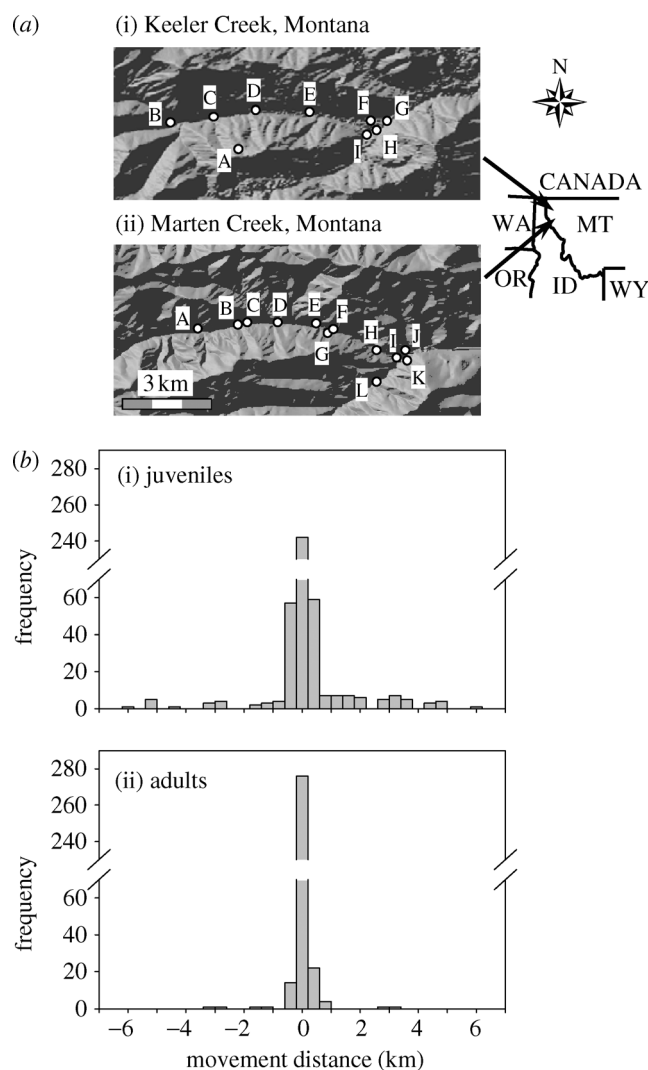 (a)
(i) Keeler Creek, Montana
B
C
D
E
F
G
A
I
H
N
CANADA
WA
MT
OR
ID
WY
(ii) Marten Creek, Montana
A
B
C
D
E
F
G
H
I
J
K
L
3 km
(b)
(i) juveniles
280
240
60
40
20
0
frequency
(ii) adults
280
240
60
40
20
0
frequency
−6 −4 −2 0 2 4 6
movement distance (km)